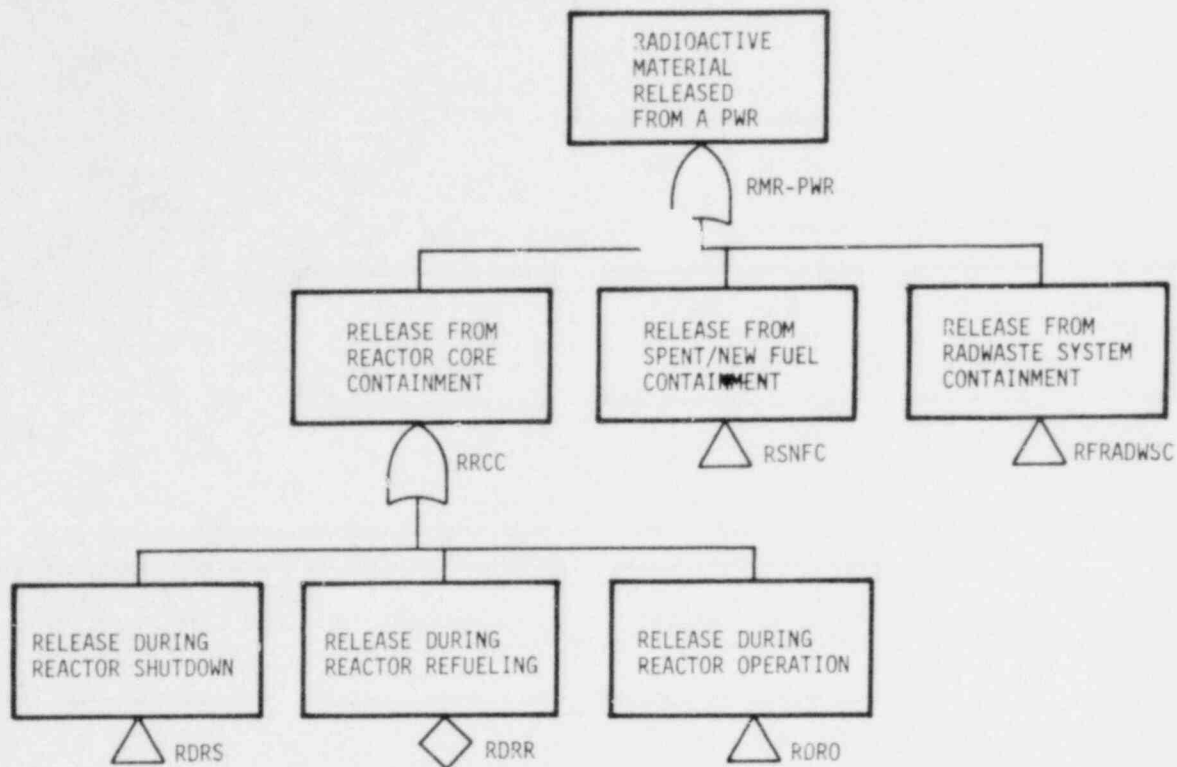 RADIOACTIVE
MATERIAL
RELEASED
FROM A PWR
RMR-PWR
RELEASE FROM
REACTOR CORE
CONTAINMENT
RELEASE FROM
SPENT/NEW FUEL
CONTAINMENT
RELEASE FROM
RADWASTE SYSTEM
CONTAINMENT
RRCC
RSNFC
RFRADWSC
RELEASE DURING
REACTOR SHUTDOWN
RELEASE DURING
REACTOR REFUELING
RELEASE DURING
REACTOR OPERATION
RDRS
RDRR
RDRO